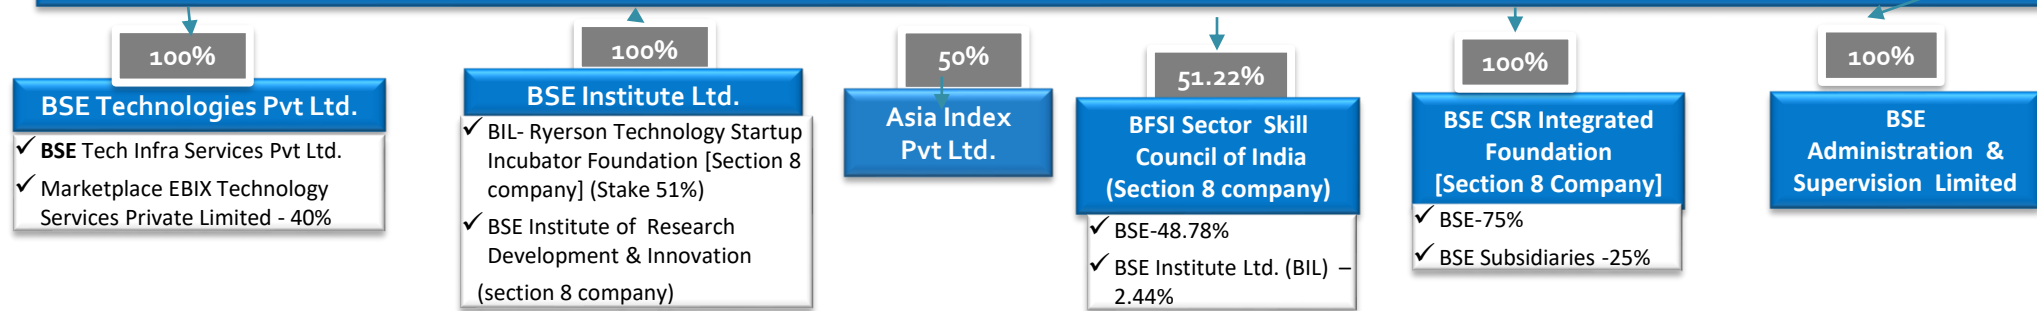 100%
BSE Technologies Pvt Ltd.
✓ BSE Tech Infra Services Pvt Ltd.
✓ Marketplace EBIX Technology
Services Private Limited - 40%
100%
BSE Institute Ltd.
✓ BIL- Ryerson Technology Startup
Incubator Foundation [Section 8
company] (Stake 51%)
✓ BSE Institute of Research
Development & Innovation
(section 8 company)
50%
Asia Index
Pvt Ltd.
51.22%
BFSI Sector Skill
Council of India
(Section 8 company)
✓ BSE-48.78%
✓ BSE Institute Ltd. (BIL) –
2.44%
100%
BSE CSR Integrated
Foundation
[Section 8 Company]
✓ BSE-75%
✓ BSE Subsidiaries -25%
100%
BSE
Administration &
Supervision Limited